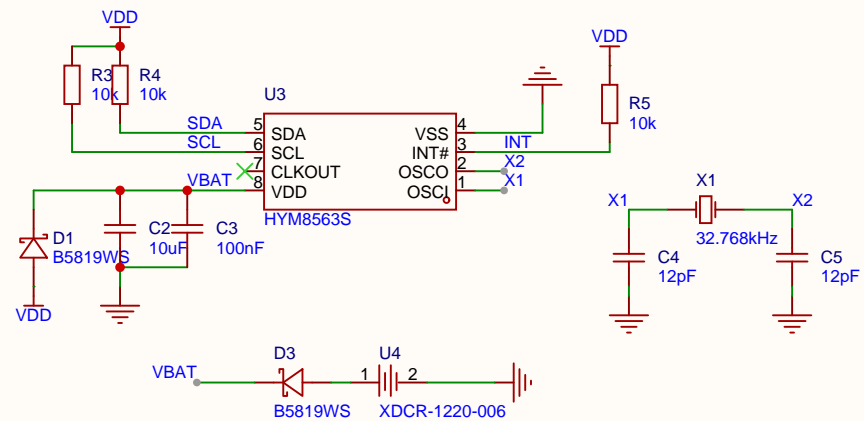 VDD
R3
10k
R4
10k
U3
SDA
SCL
VBAT
5
6
7
8
SDA
SCL
CLKOUT
VDD
VSS
INT#
OSCO
OSCI
4
3
2
1
INT
X2
X1
HYM8563S
VDD
R5
10k
D1
B5819WS
VDD
C2
10uF
C3
100nF
X1
X1
X2
32.768kHz
C4
12pF
C5
12pF
VBAT
D3
B5819WS
U4
1
2
XDCR-1220-006